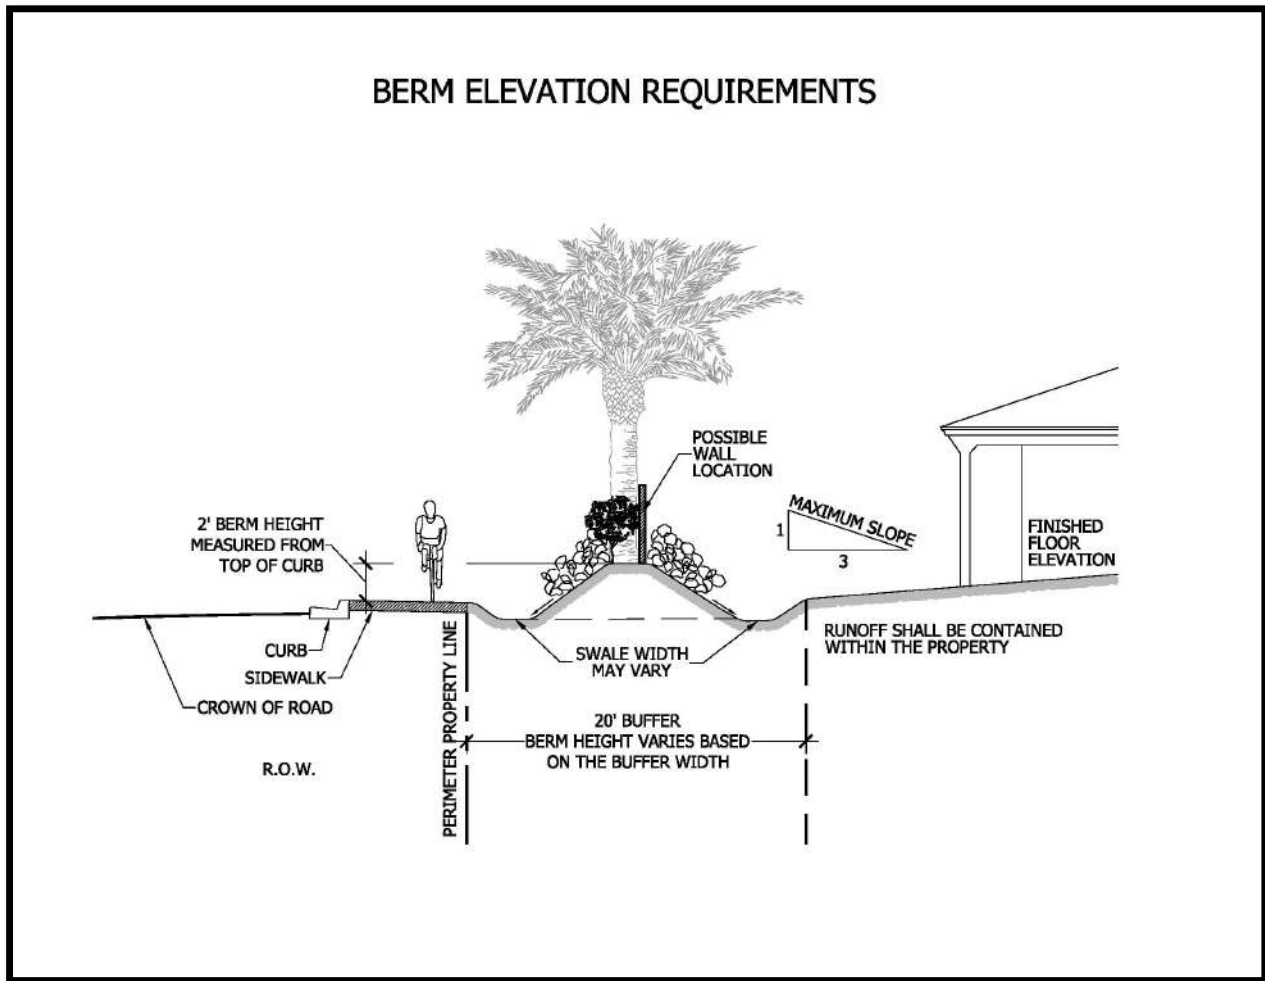 BERM ELEVATION REQUIREMENTS
POSSIBLE
WALL
LOCATION
2' BERM HEIGHT
MEASURED FROM
TOP OF CURB
MAXIMUM SLOPE
1
3
FINISHED
FLOOR
ELEVATION
CURB
SIDEWALK
CROWN OF ROAD
R.O.W.
PERIMETER PROPERTY LINE
SWALE WIDTH
MAY VARY
RUNOFF SHALL BE CONTAINED
WITHIN THE PROPERTY
20' BUFFER
BERM HEIGHT VARIES BASED
ON THE BUFFER WIDTH